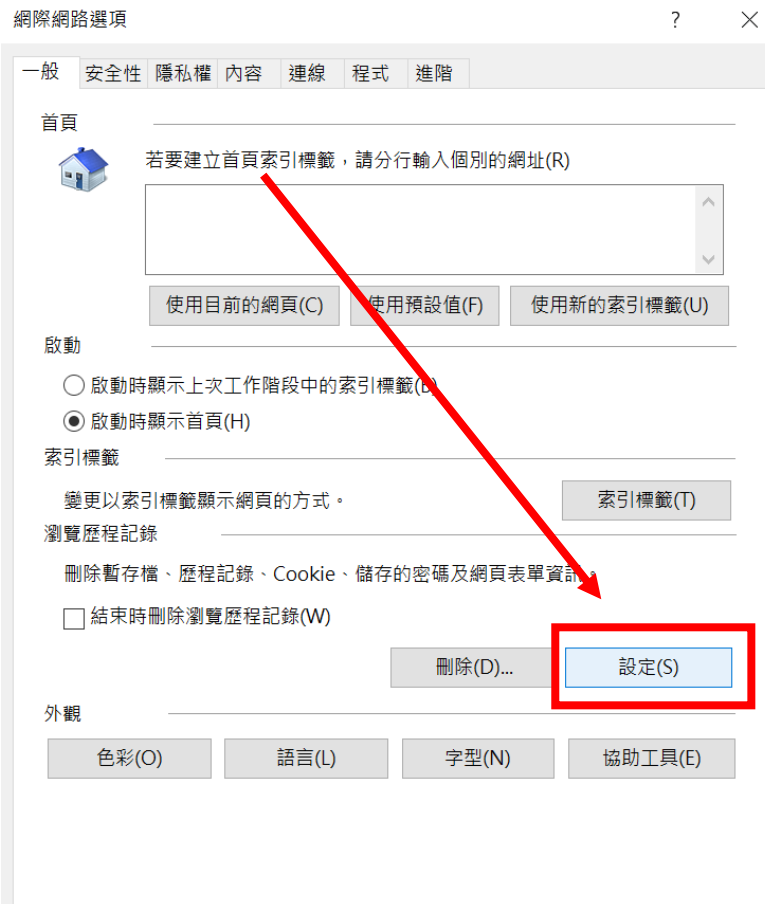 網際網路選項 ?
一般 安全性 隱私權 內容 連線 程式 進階
首頁
若要建立首頁索引標籤，請分行輸入個別的網址(R)
使用目前的網頁(C) 使用預設值(F) 使用新的索引標籤(U)
啟動
啟動時顯示上次工作階段中的索引標籤(B)
啟動時顯示首頁(H)
索引標籤
變更以索引標籤顯示網頁的方式。 索引標籤(T)
瀏覽歷程記錄
刪除暫存檔、歷程記錄、Cookie、儲存的密碼及網頁表單資訊。
結束時刪除瀏覽歷程記錄(W)
刪除(D)... 設定(S)
外觀
色彩(O) 語言(L) 字型(N) 協助工具(E)